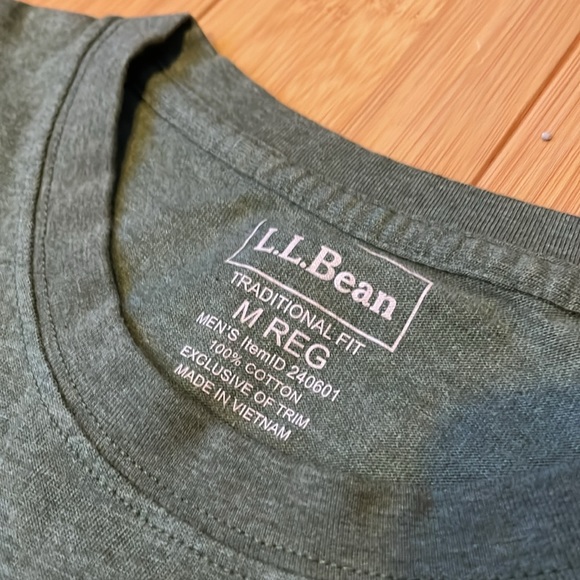 L.L.Bean
TRADITIONAL FIT
M REG
MEN'S ItemID 240601
100% COTTON
EXCLUSIVE OF TRIM
MADE IN VIETNAM